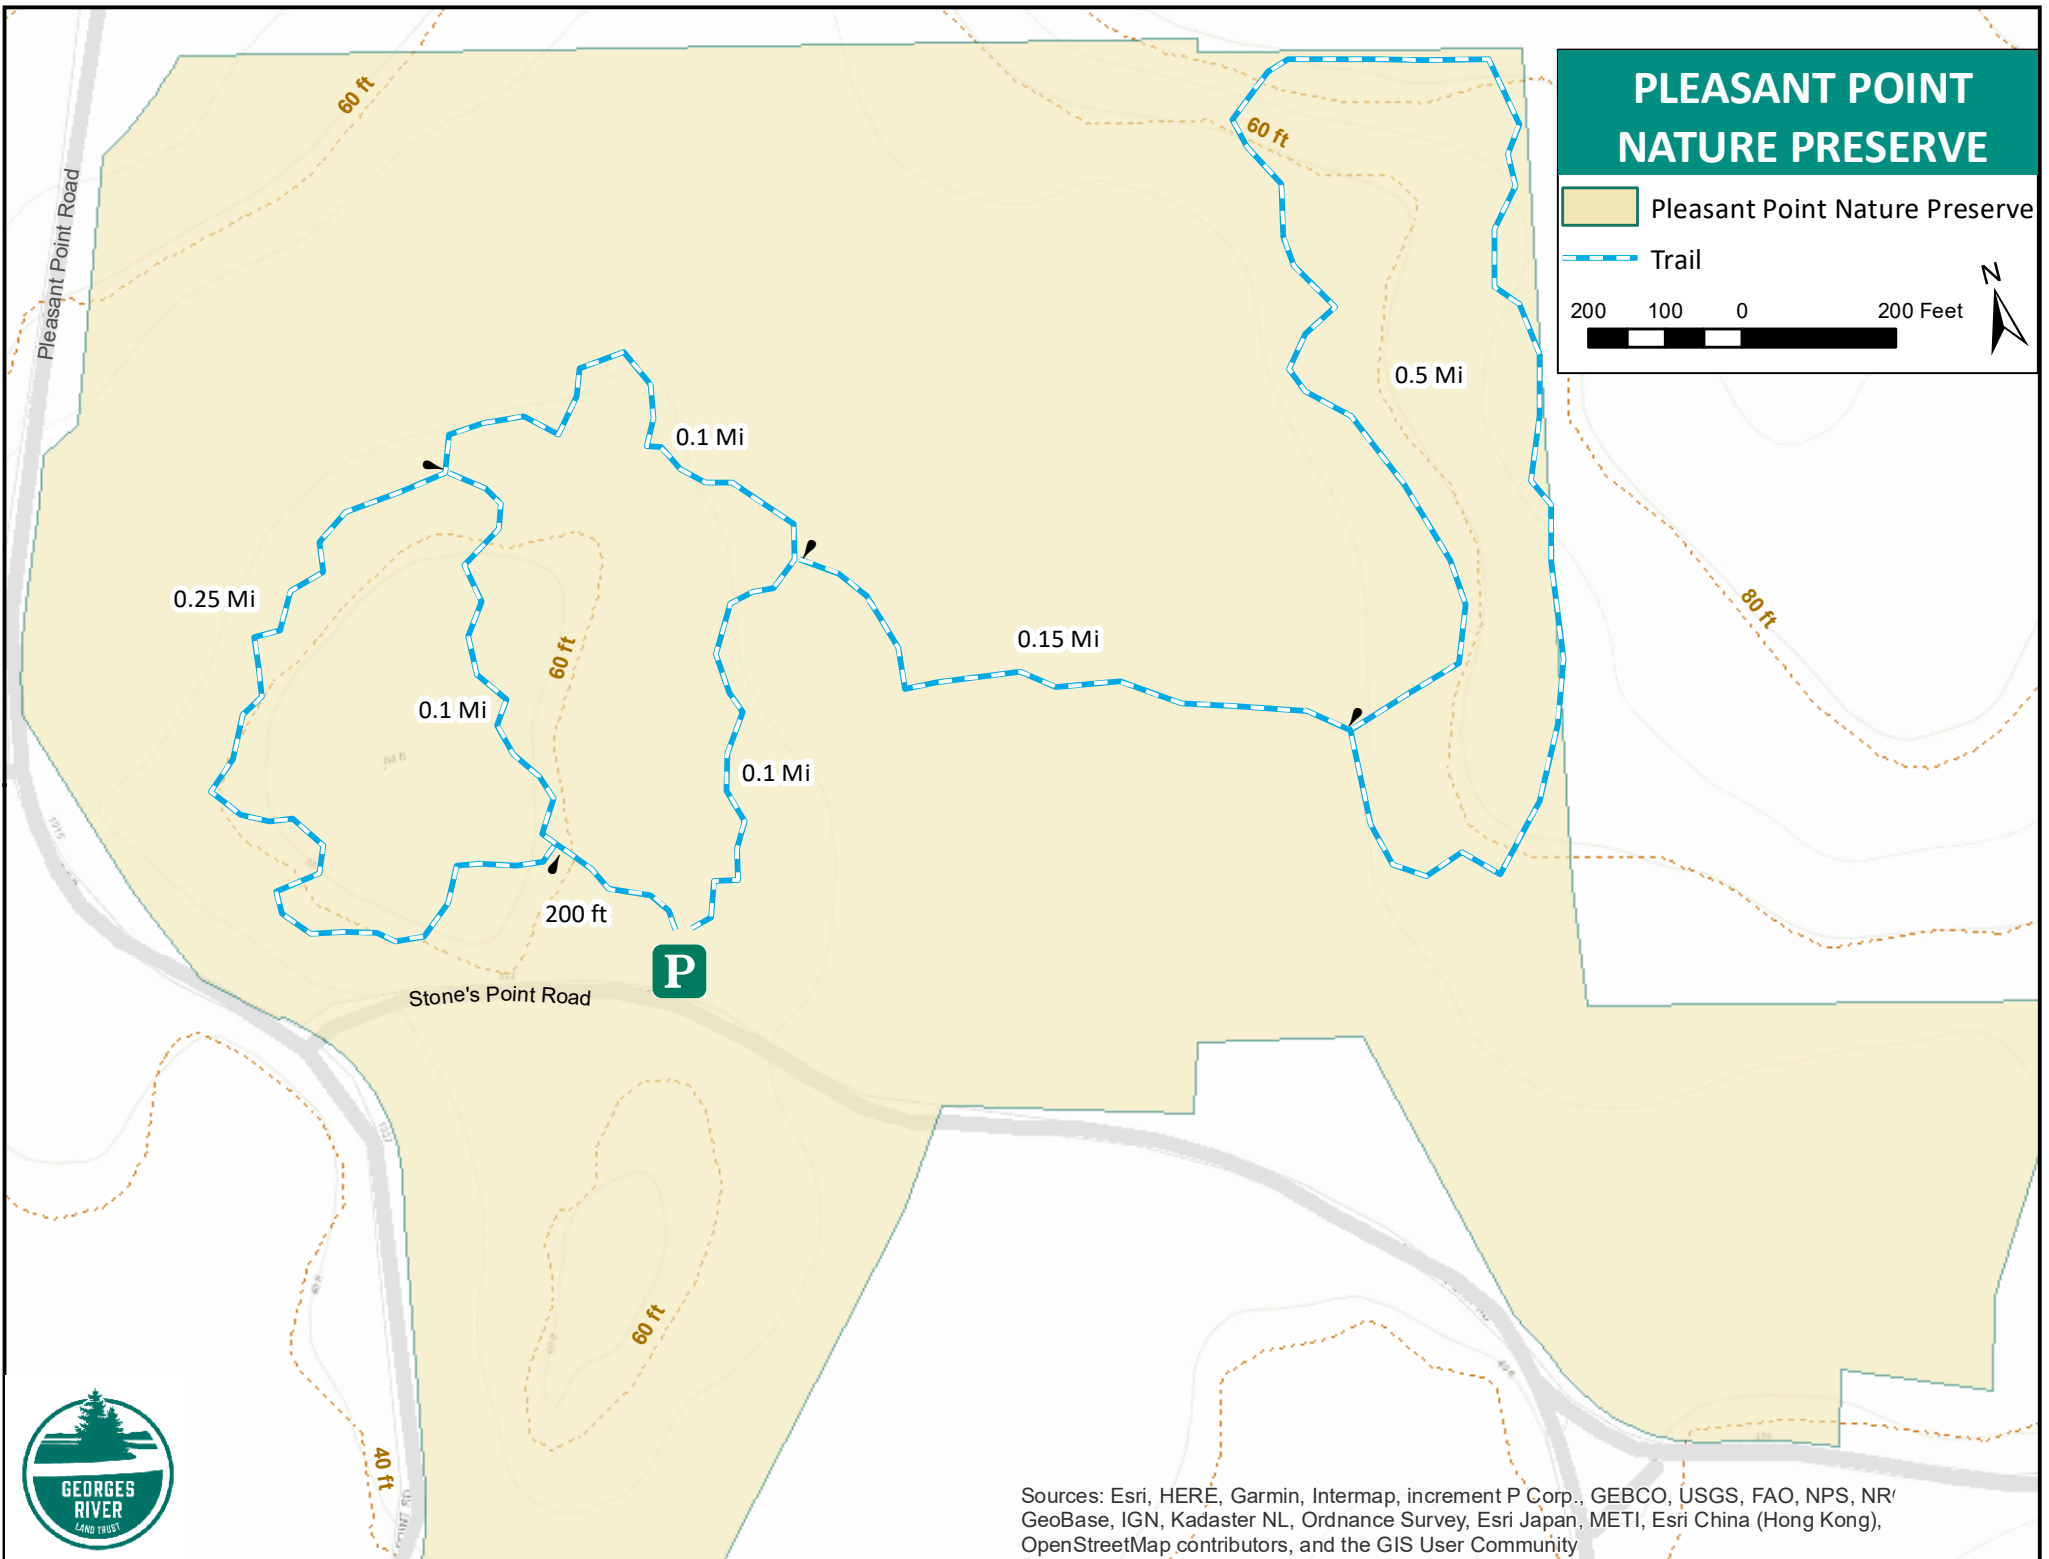 PLEASANT POINT
NATURE PRESERVE
Pleasant Point Nature Preserve
Trail
N
200 100 0 200 Feet
60 ft
60 ft
Pleasant Point Road
0.5 Mi
0.1 Mi
0.25 Mi
80 ft
0.15 Mi
60 ft
0.1 Mi
0.1 Mi
200 ft
P
Stone's Point Road
60 ft
40 ft
GEORGES
RIVER
LAND TRUST
Sources: Esri, HERE, Garmin, Intermap, increment P Corp., GEBCO, USGS, FAO, NPS,
GeoBase, IGN, Kadaster NL, Ordnance Survey, Esri Japan, METI, Esri China (Hong Kong),
OpenStreetMap contributors, and the GIS User Community